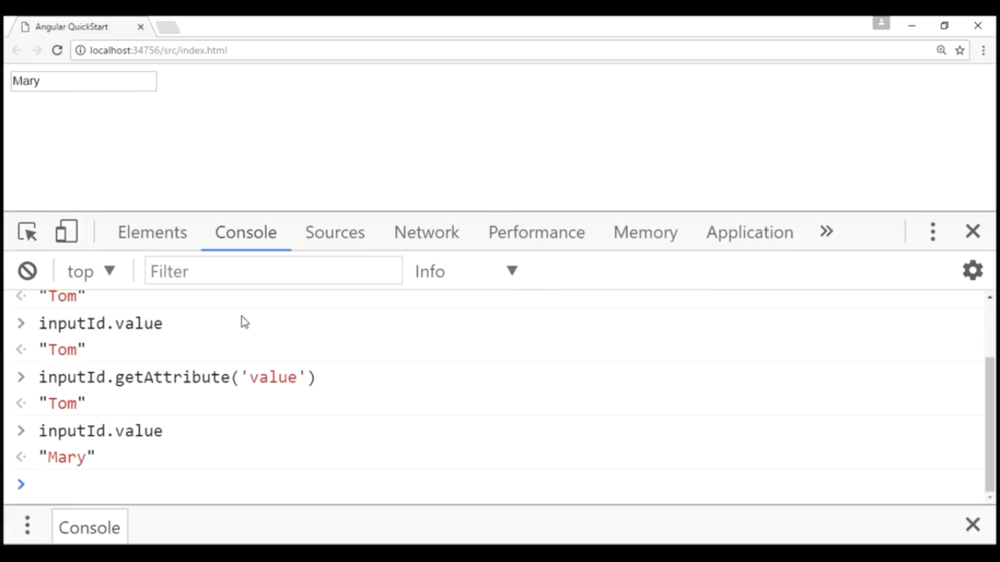 Angular QuickStart
localhost:34756/src/index.html
Mary
Elements Console Sources Network Performance Memory Application
top Filter Info
"Tom"
> inputId.value
"Tom"
> inputId.getAttribute('value')
"Tom"
> inputId.value
"Mary"
>
Console